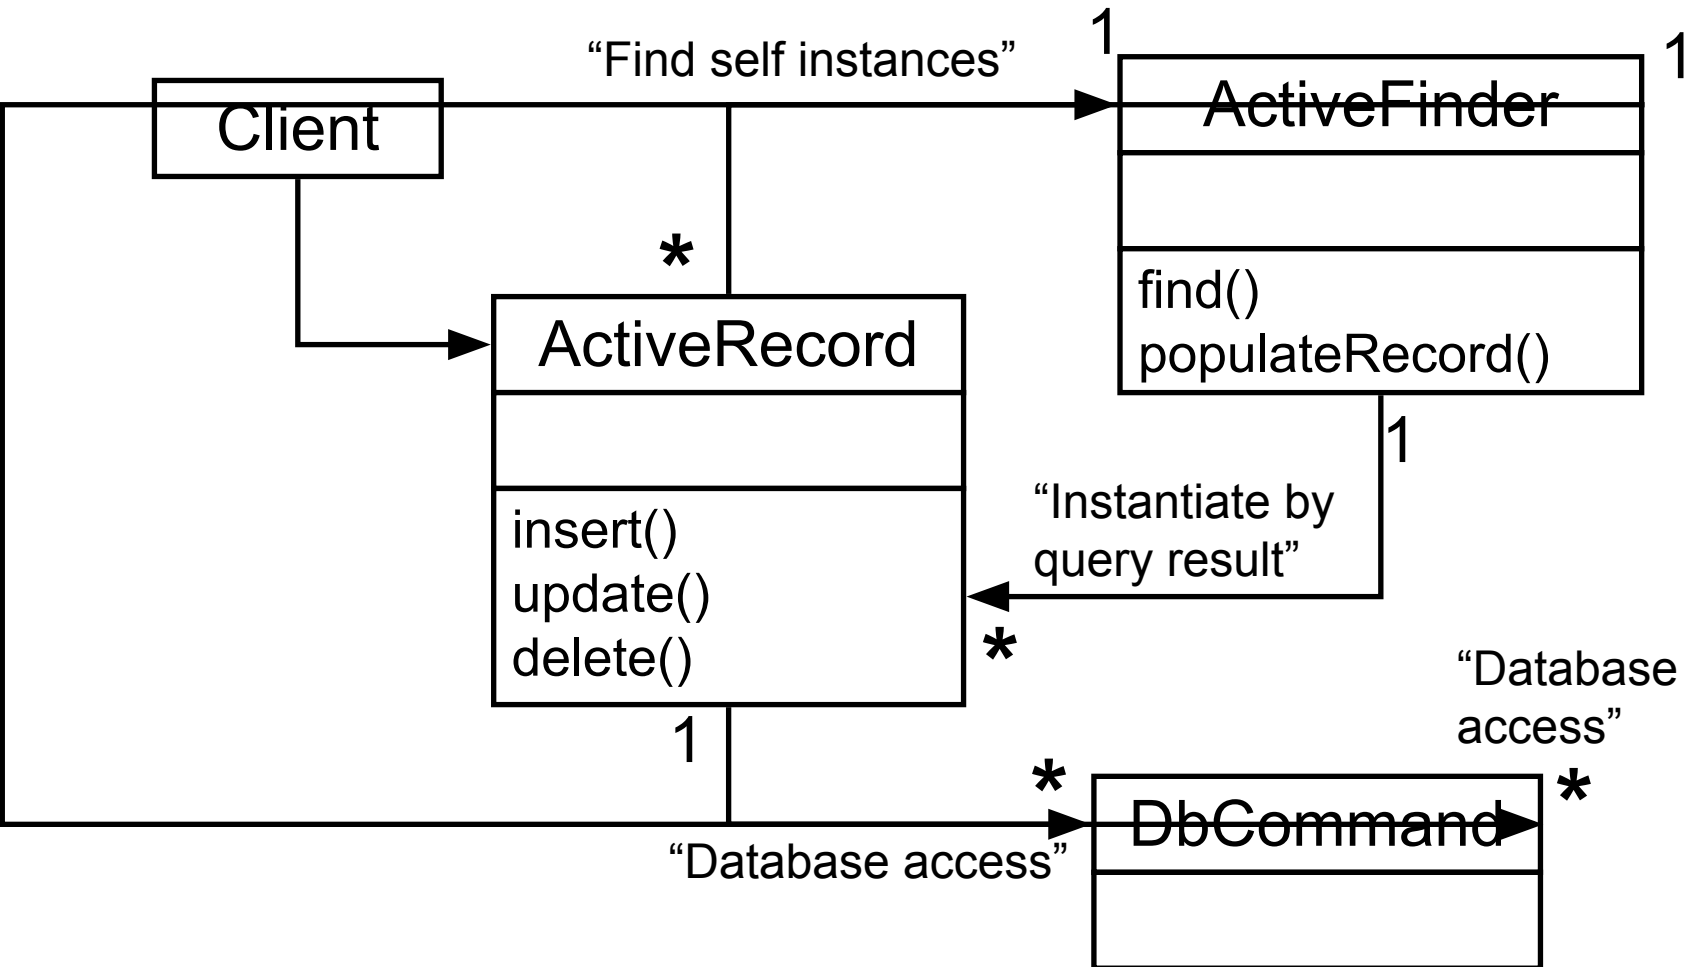 1
1
“Find self instances”
Client
ActiveFinder
*
find()
populateRecord()
ActiveRecord
1
“Instantiate by
query result”
insert()
update()
delete()
*
“Database
access”
1
*
*
DbCommand
“Database access”